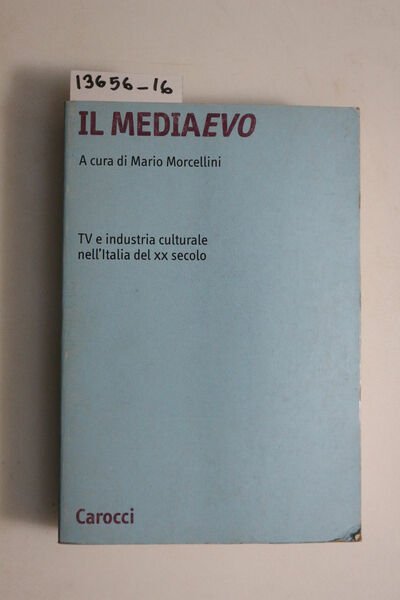 13656-16
IL MEDIAEVO
A cura di Mario Morcellini
TV e industria culturale
nell'Italia del XX secolo
Carocci